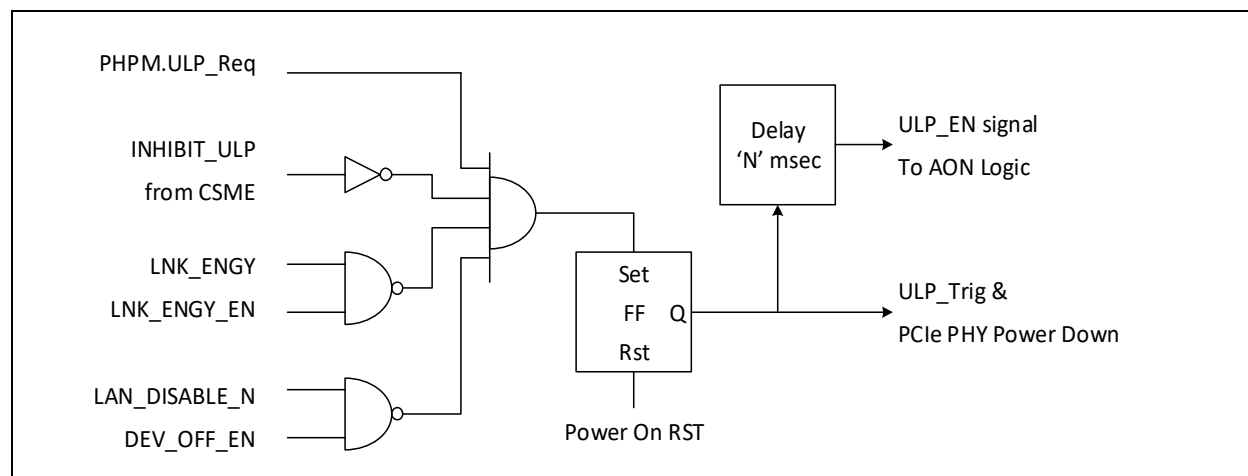 PHPM.ULP_Req
INHIBIT_ULP
from CSME
LNK_ENGY
LNK_ENGY_EN
LAN_DISABLE_N
DEV_OFF_EN
Set
FF Q
Rst
Power On RST
Delay
‘N’ msec
ULP_EN signal
To AON Logic
ULP_Trig &
PCIe PHY Power Down